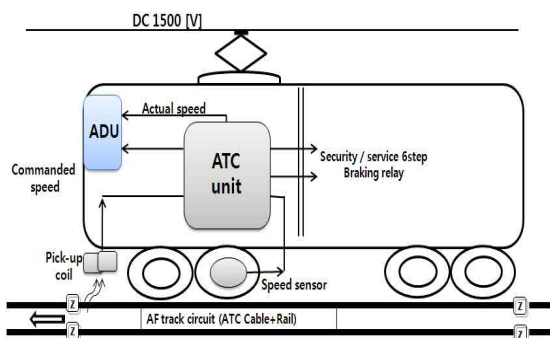 DC 1500 [V]
Actual speed
ADU
ATC
unit
Commanded
speed
Security / service 6step
Braking relay
Pick-up
coil
Speed sensor
Z
Z
AF track circuit (ATC Cable+Rail)
Z
Z